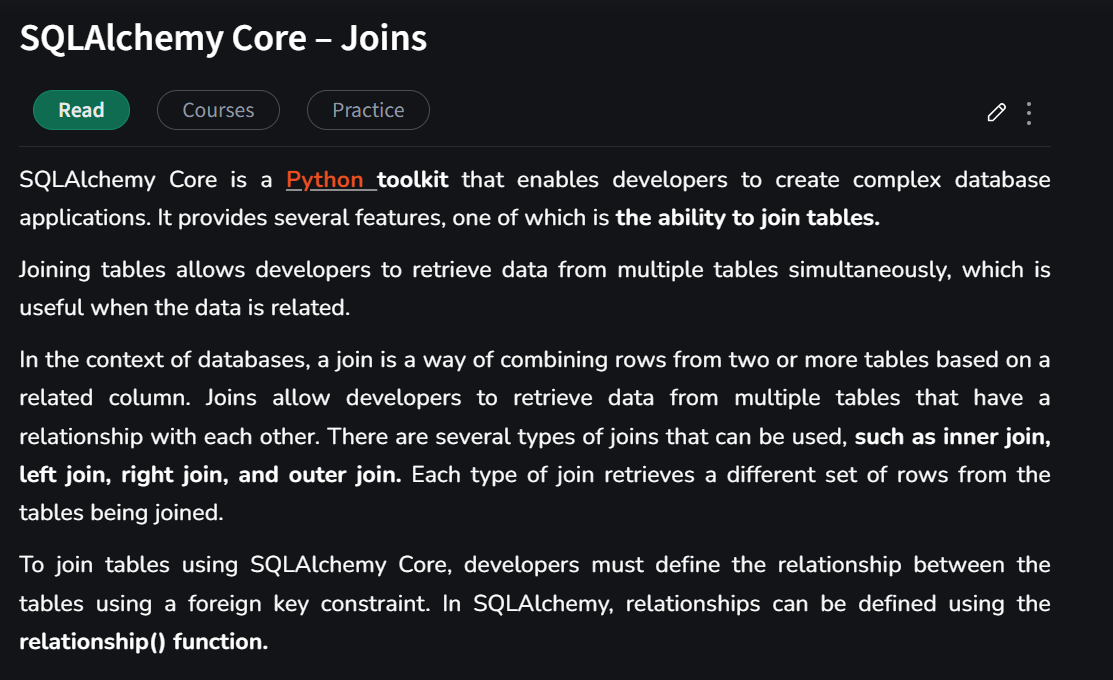 SQLAlchemy Core – Joins
Read
Courses
Practice
SQLAlchemy Core is a Python toolkit that enables developers to create complex database
applications. It provides several features, one of which is the ability to join tables.
Joining tables allows developers to retrieve data from multiple tables simultaneously, which is
useful when the data is related.
In the context of databases, a join is a way of combining rows from two or more tables based on a
related column. Joins allow developers to retrieve data from multiple tables that have a
relationship with each other. There are several types of joins that can be used, such as inner join,
left join, right join, and outer join. Each type of join retrieves a different set of rows from the
tables being joined.
To join tables using SQLAlchemy Core, developers must define the relationship between the
tables using a foreign key constraint. In SQLAlchemy, relationships can be defined using the
relationship() function.